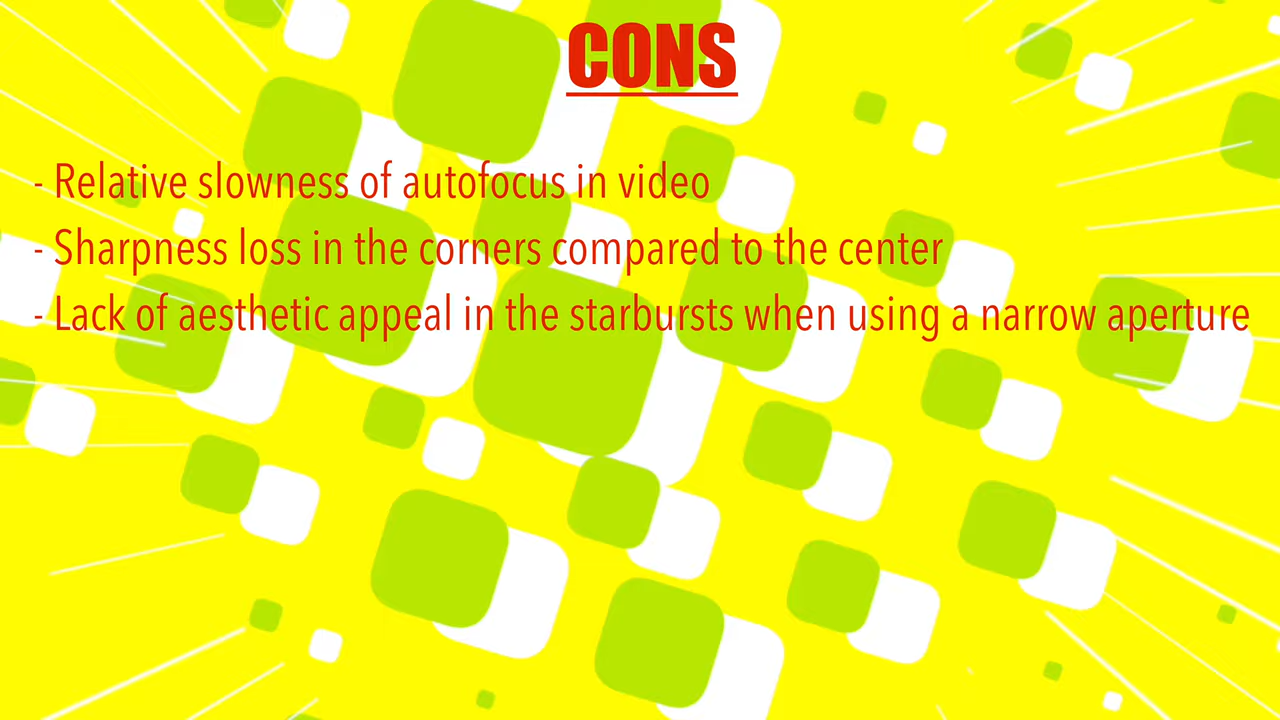 CONS
- Relative slowness of autofocus in video
- Sharpness loss in the corners compared to the center
- Lack of aesthetic appeal in the starbursts when using a narrow aperture